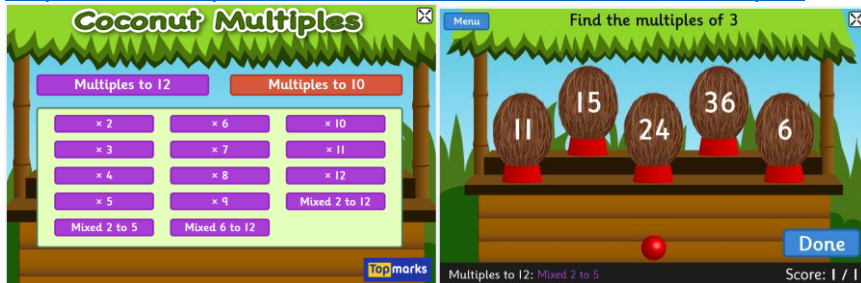 Coconut Multiples
Multiples to 12
Multiples to 10
× 2
× 6
× 10
× 3
× 7
× 11
× 4
× 8
× 12
× 5
× 9
Mixed 2 to 12
Mixed 2 to 5
Mixed 6 to 12
Topmarks
Menu
Find the multiples of 3
11
15
24
36
6
Done
Multiples to 12: Mixed 2 to 5
Score: 1 / 1